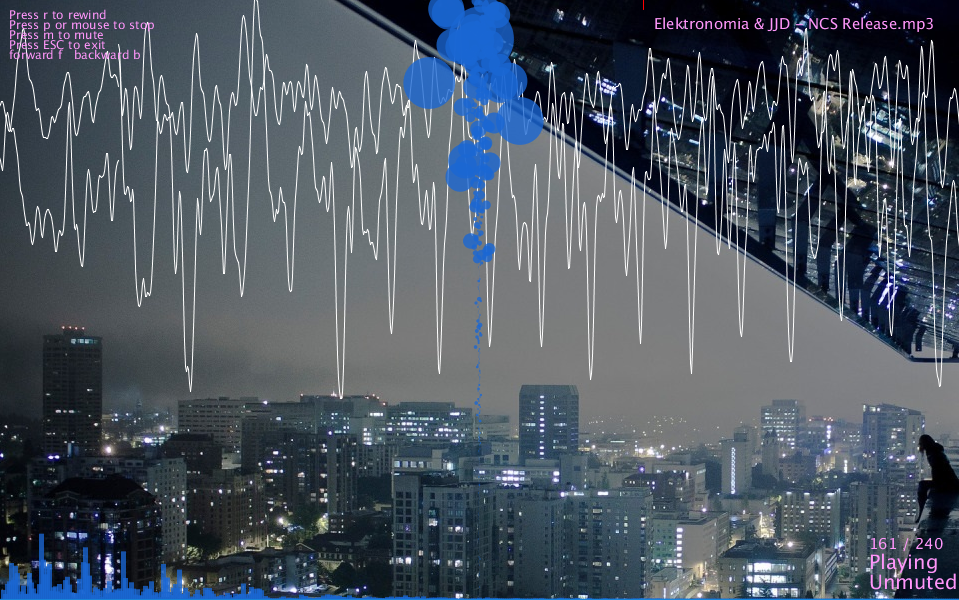 Press r to rewind
Press p or mouse to stop
Press m to mute
Press ESC to exit
forward f   backward b
Elektronomia & JJD - NCS Release.mp3
161 / 240
Playing
Unmuted